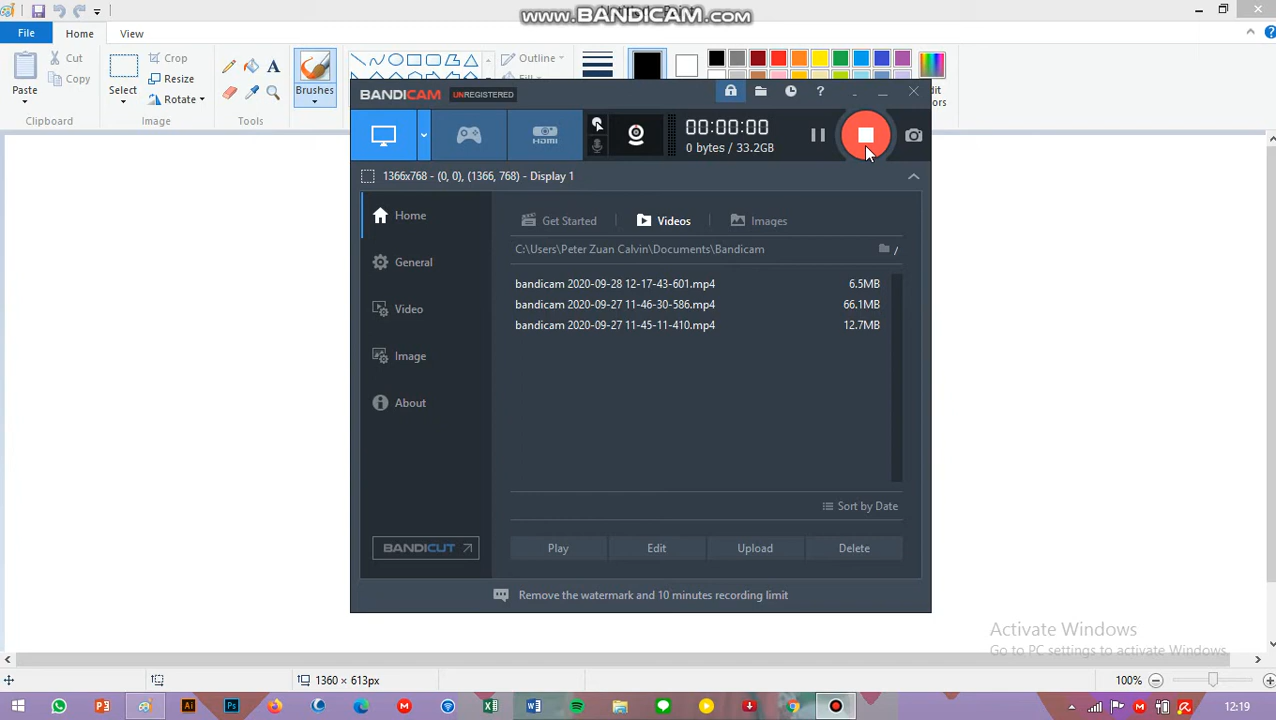 www.BANDICAM.com
File
Home
View
Paste
Cut
Copy
Clipboard
Select
Crop
Resize
Rotate
Image
A
Tools
Brushes
Outline
BANDICAM UNREGISTERED
?
HDMI
00:00:00
0 bytes / 33.2GB
1366x768 - (0, 0), (1366, 768) - Display 1
Home
General
Video
Image
About
BANDICUT
Get Started
Videos
Images
C:\Users\Peter Zuan Calvin\Documents\Bandicam
/
bandicam 2020-09-28 12-17-43-601.mp4 6.5MB
bandicam 2020-09-27 11-46-30-586.mp4 66.1MB
bandicam 2020-09-27 11-45-11-410.mp4 12.7MB
Sort by Date
Play
Edit
Upload
Delete
Remove the watermark and 10 minutes recording limit
Activate Windows
Go to PC settings to activate Windows.
1360 × 613px
100%
Ai
Ps
12:19